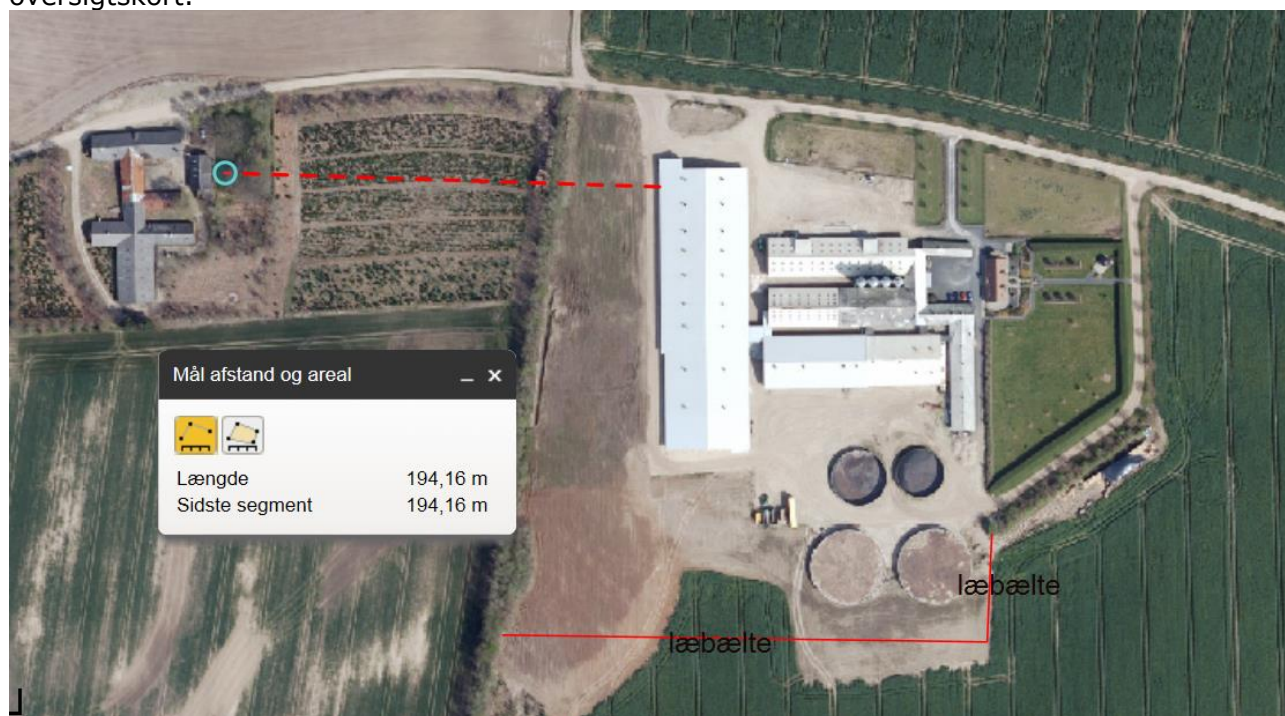 oversigtskort.
Mål afstand og areal
Længde 194,16 m
Sidste segment 194,16 m
læbælte
læbælte